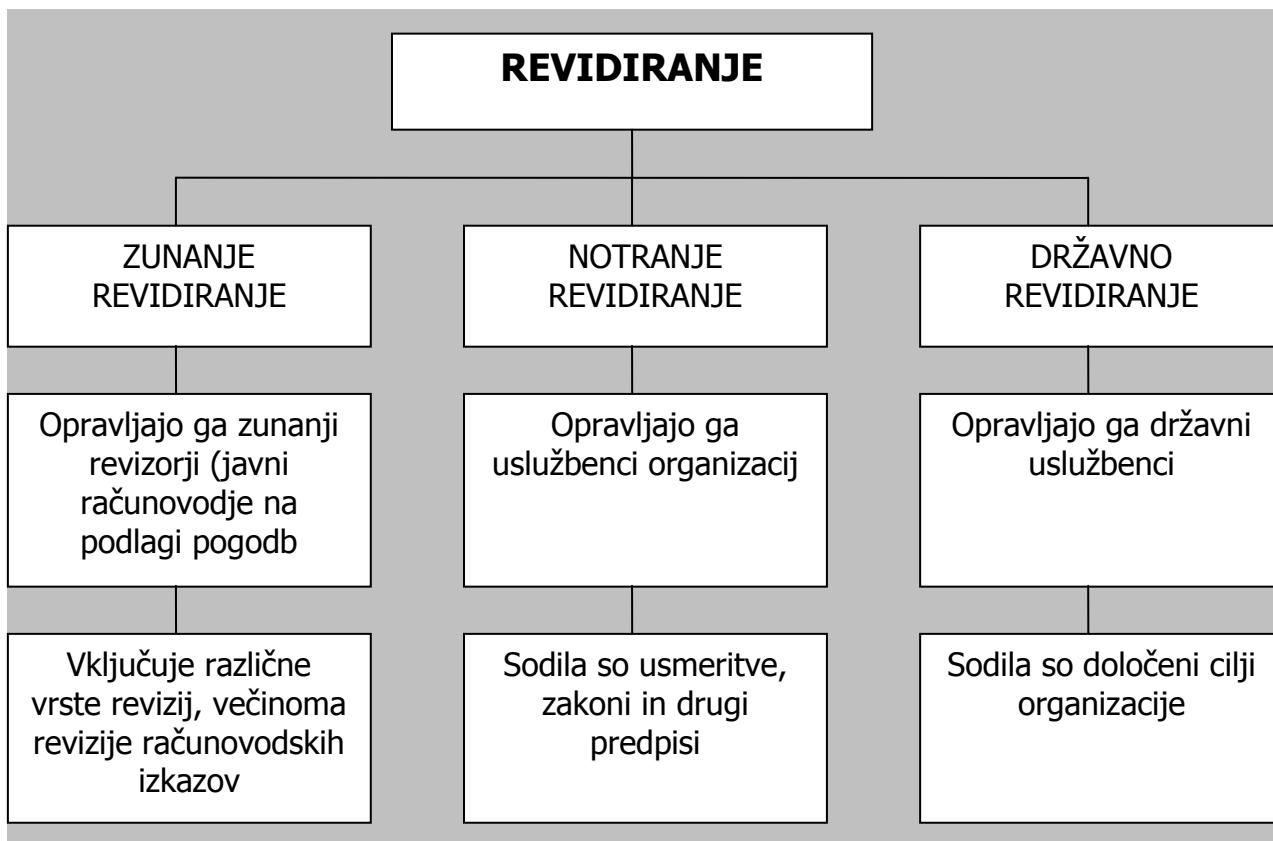 REVIDIRANJE
ZUNANJE
REVIDIRANJE
NOTRANJE
REVIDIRANJE
DRŽAVNO
REVIDIRANJE
Opravljajo ga zunanji
revizorji (javni
računovodje na
podlagi pogodb
Opravljajo ga
uslužbenci organizacij
Opravljajo ga državni
uslužbenci
Vključuje različne
vrste revizij, večinoma
revizije računovodskih
izkazov
Sodila so usmeritve,
zakoni in drugi
predpisi
Sodila so določeni cilji
organizacije